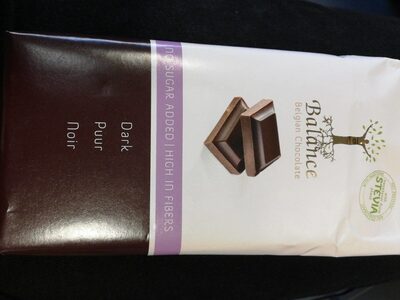 Balance
Belgian Chocolate
STEVIA
NO SUGAR ADDED | HIGH IN FIBERS
Dark
Puur
Noir